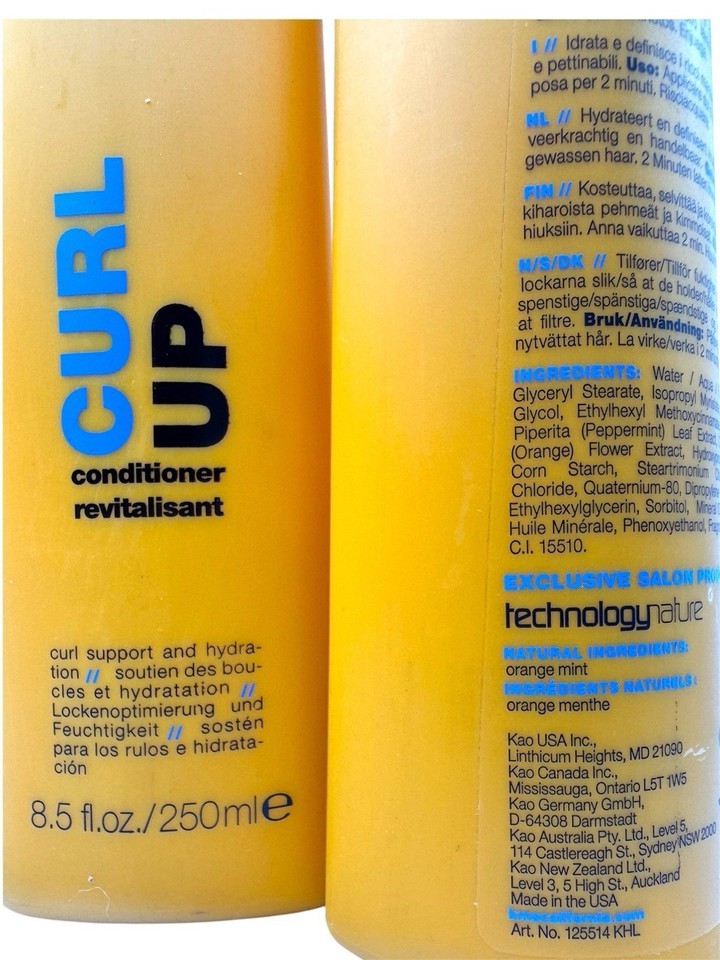 CURL
UP
conditioner
revitalisant
curl support and hydra-
tion // soutien des bou-
cles et hydratation //
Lockenoptimierung und
Feuchtigkeit // sostén
para los rulos e hidrata-
ción
8.5 fl.oz./250ml e
I // Idrata e definisce i ricci
e pettinabili. Uso:
posa per 2 minuti.
NL // Hydrateert en
veerkrachtig en handelbaar.
gewassen haar. 2 Minuten
FIN // Kosteuttaa, selvittää ja
kiharoista pehmeät ja
hiuksiin. Anna vaikuttaa 2 min.
N/S/DK // Tilfører/Tillför
lockarna slik/så at de
spenstige/spänstiga/spændstige
at filtre. Bruk/Användning:
nytvättat hår. La virke/verka i 2
INGREDIENTS: Water / Aqua
Glyceryl Stearate, Isopropyl
Glycol, Ethylhexyl
Piperita (Peppermint) Leaf
(Orange) Flower Extract,
Corn Starch, Steartrimonium
Chloride, Quaternium-80,
Ethylhexylglycerin, Sorbitol, Mineral
Huile Minérale, Phenoxyethanol,
C.I. 15510.
EXCLUSIVE SALON
technologynature
NATURAL INGREDIENTS:
orange mint
INGRÉDIENTS NATURELS :
orange menthe
Kao USA Inc.,
Linthicum Heights, MD 21090
Kao Canada Inc.,
Mississauga, Ontario L5T 1W5
Kao Germany GmbH,
D-64308 Darmstadt
Kao Australia Pty. Ltd., Level 5,
114 Castlereagh St., Sydney NSW 2000
Kao New Zealand Ltd.,
Level 3, 5 High St., Auckland
Made in the USA
Art. No. 125514 KHL